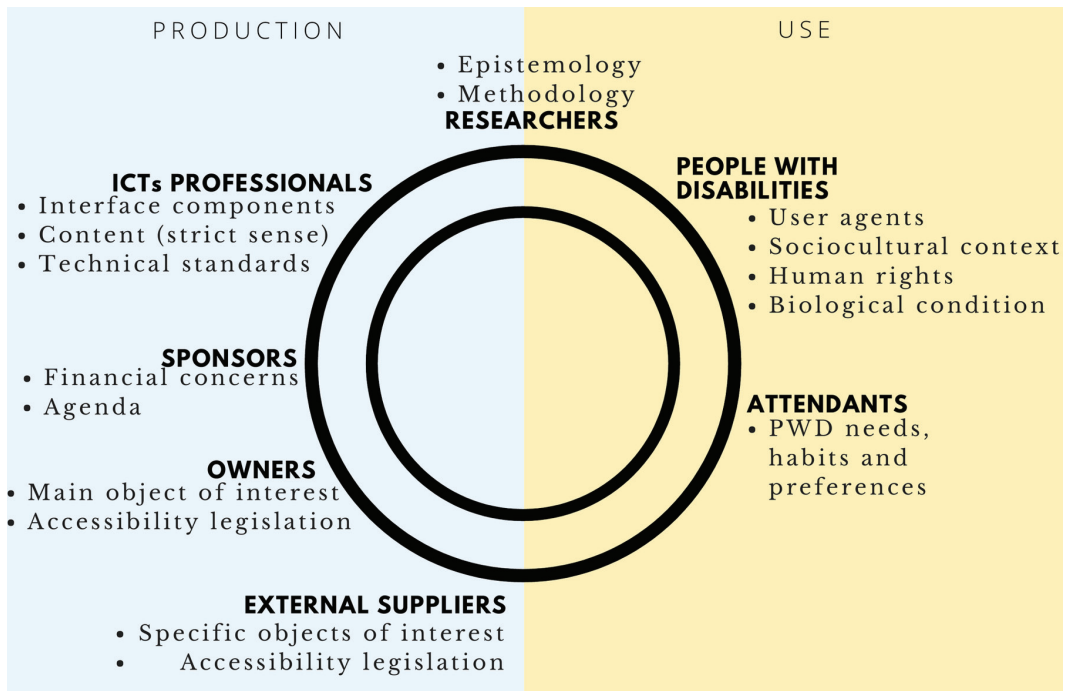 PRODUCTION
USE
• Epistemology
• Methodology
RESEARCHERS
ICTs PROFESSIONALS
• Interface components
• Content (strict sense)
• Technical standards
PEOPLE WITH
DISABILITIES
• User agents
• Sociocultural context
• Human rights
• Biological condition
SPONSORS
• Financial concerns
• Agenda
ATTENDANTS
• PWD needs,
habits and
preferences
OWNERS
• Main object of interest
• Accessibility legislation
EXTERNAL SUPPLIERS
• Specific objects of interest
• Accessibility legislation